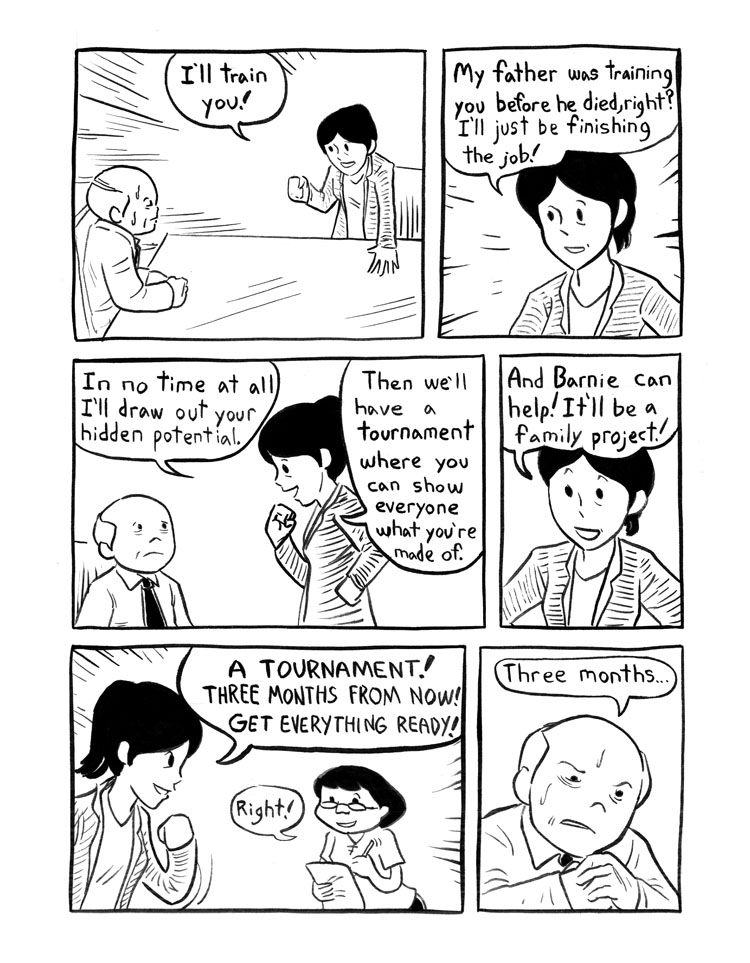 I'll train
you!
My father was training
you before he died, right?
I'll just be finishing
the job!
In no time at all
I'll draw out your
hidden potential.
Then we'll
have a
tournament
where you
can show
everyone
what you're
made of.
And Barnie can
help! It'll be a
family project!
A TOURNAMENT!
THREE MONTHS FROM NOW!
GET EVERYTHING READY!
Right!
Three months...